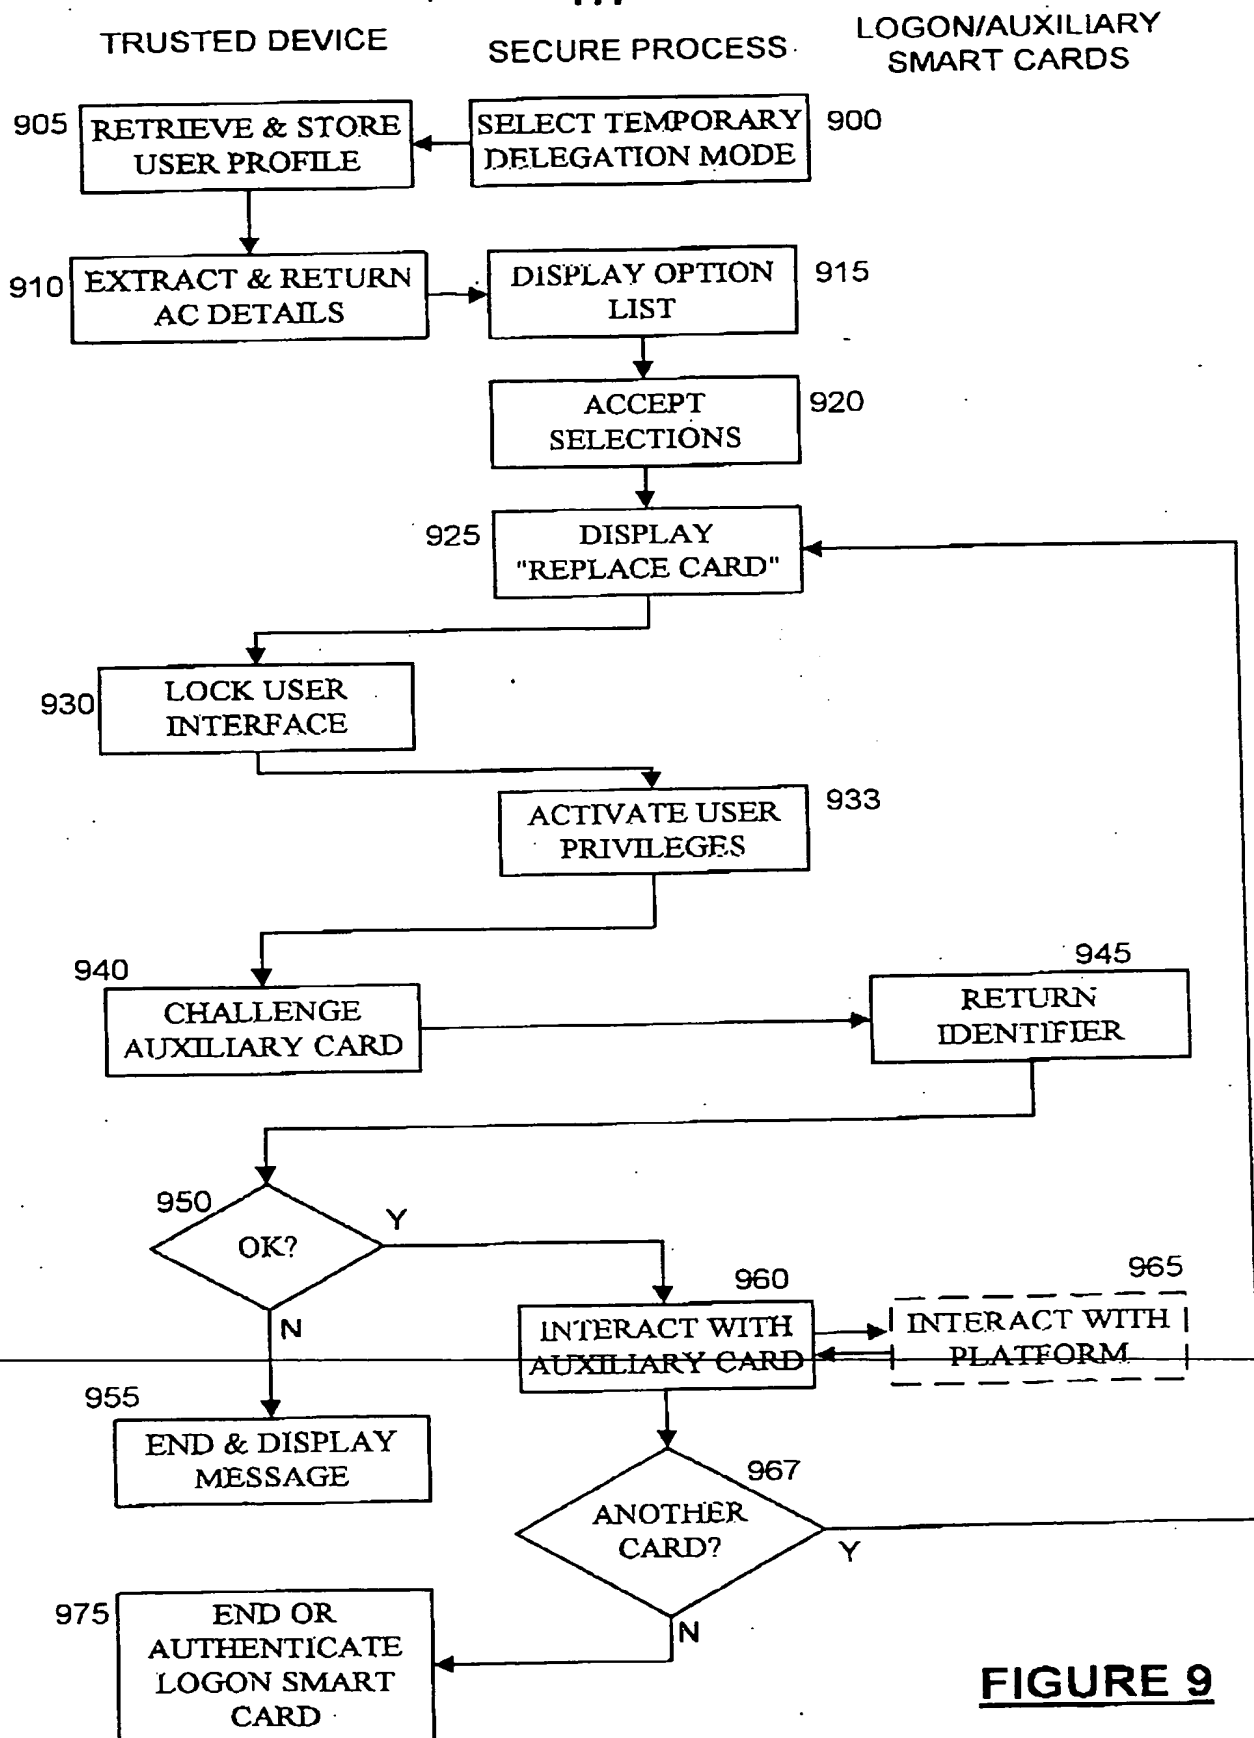 TRUSTED DEVICE
SECURE PROCESS
LOGON/AUXILIARY
SMART CARDS
905
RETRIEVE & STORE
USER PROFILE
SELECT TEMPORARY
DELEGATION MODE
900
910
EXTRACT & RETURN
AC DETAILS
DISPLAY OPTION
LIST
915
ACCEPT
SELECTIONS
920
925
DISPLAY
"REPLACE CARD"
930
LOCK USER
INTERFACE
ACTIVATE USER
PRIVILEGES
933
940
CHALLENGE
AUXILIARY CARD
945
RETURN
IDENTIFIER
950
OK?
Y
N
960
INTERACT WITH
AUXILIARY CARD
965
INTERACT WITH
PLATFORM
955
END & DISPLAY
MESSAGE
967
ANOTHER
CARD?
Y
N
975
END OR
AUTHENTICATE
LOGON SMART
CARD
FIGURE 9